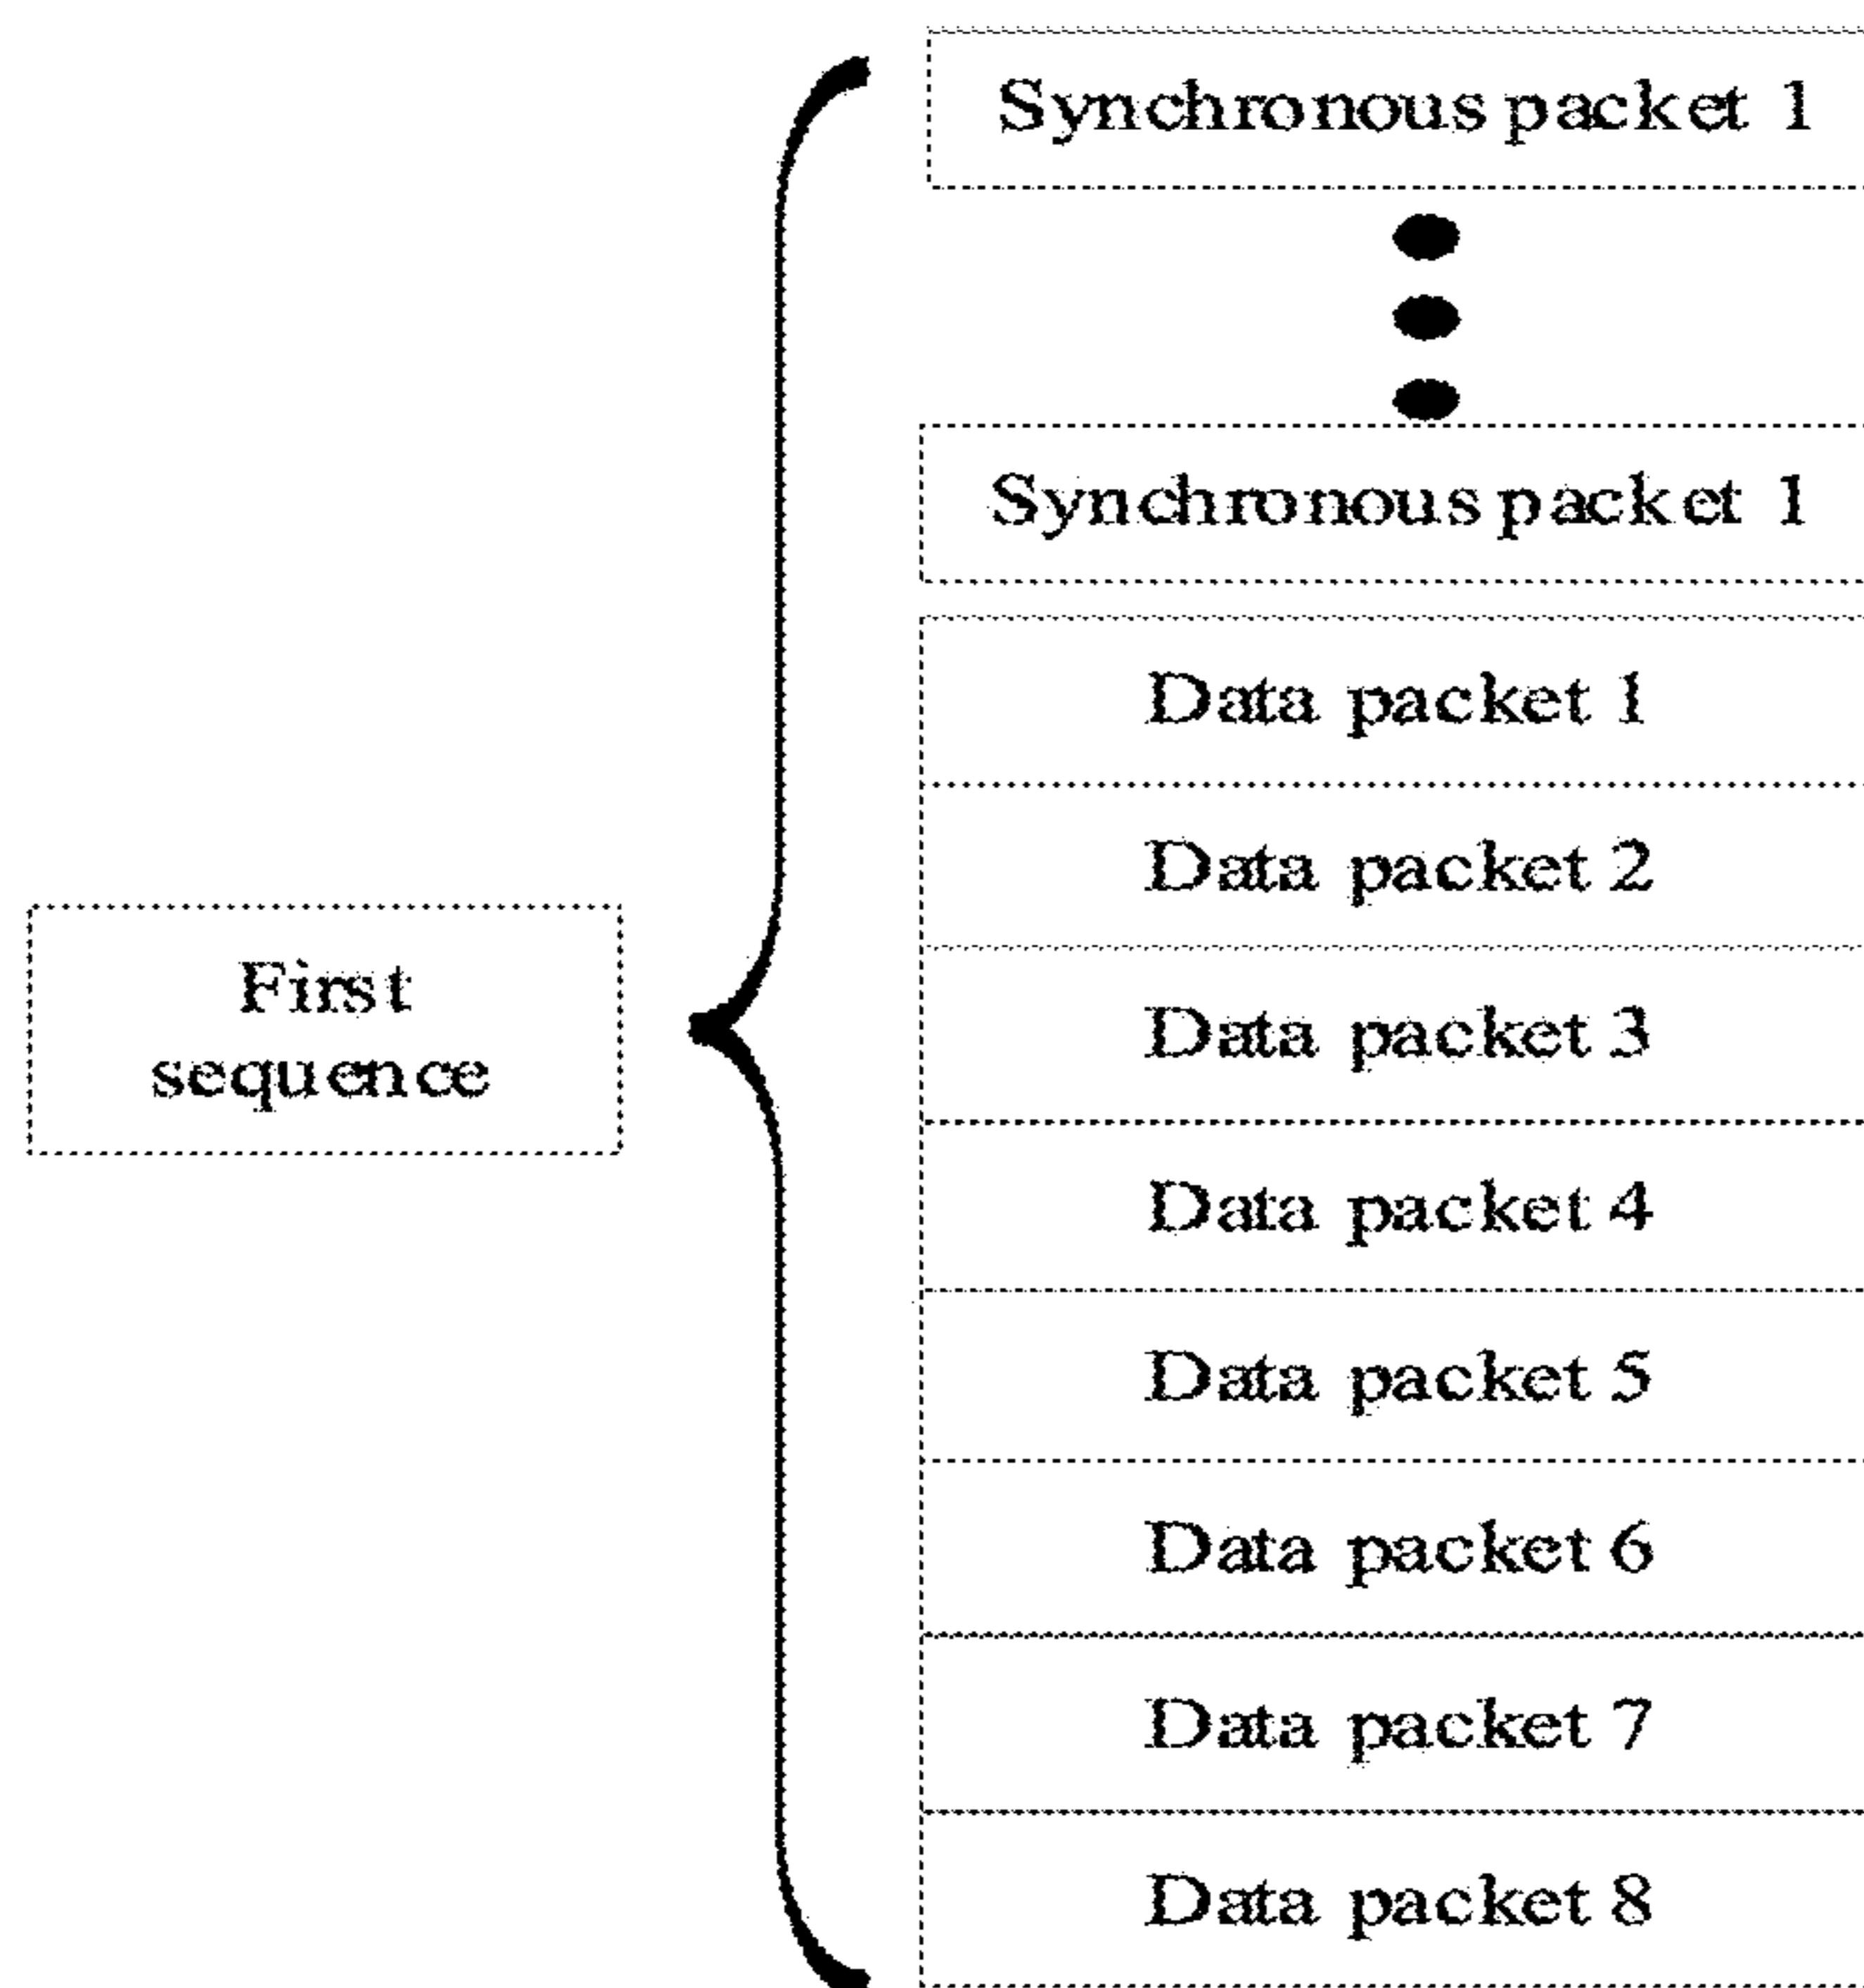 Synchronous packet 1
Synchronous packet 1
Data packet 1
Data packet 2
Data packet 3
Data packet 4
Data packet 5
Data packet 6
Data packet 7
Data packet 8
First
sequence